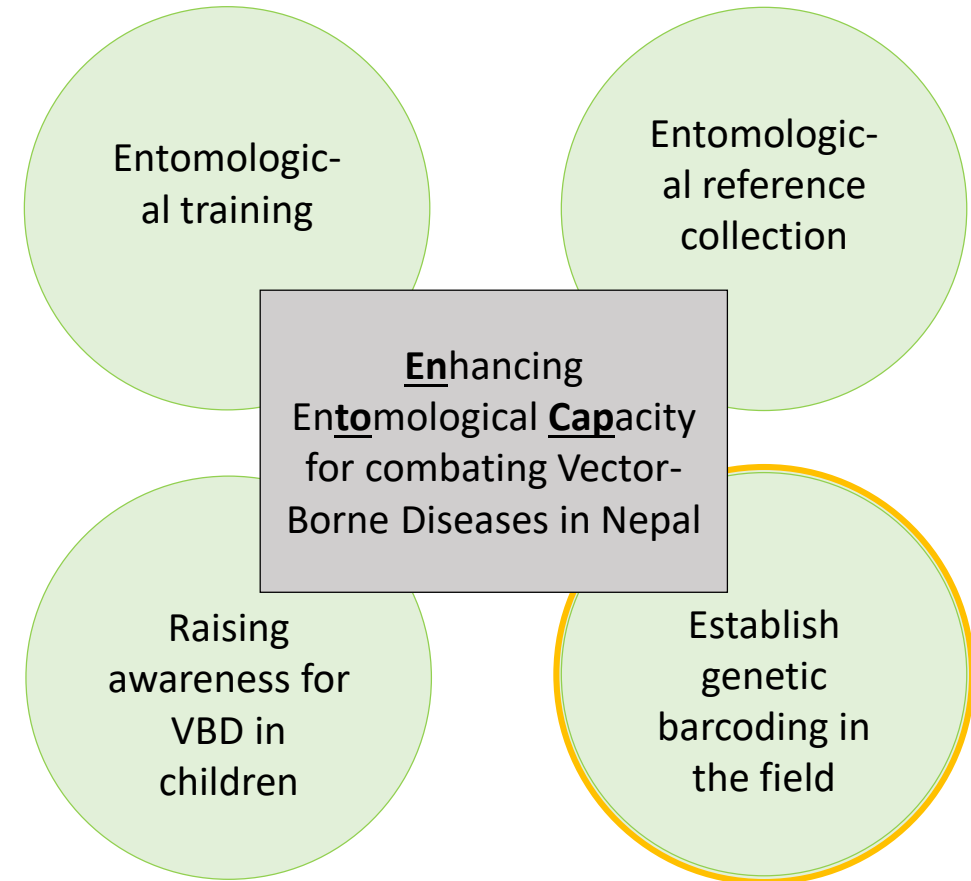 Entomologic-
al training
Entomologic-
al reference
collection
Enhancing
Entomological Capacity
for combating Vector-
Borne Diseases in Nepal
Raising
awareness for
VBD in
children
Establish
genetic
barcoding in
the field